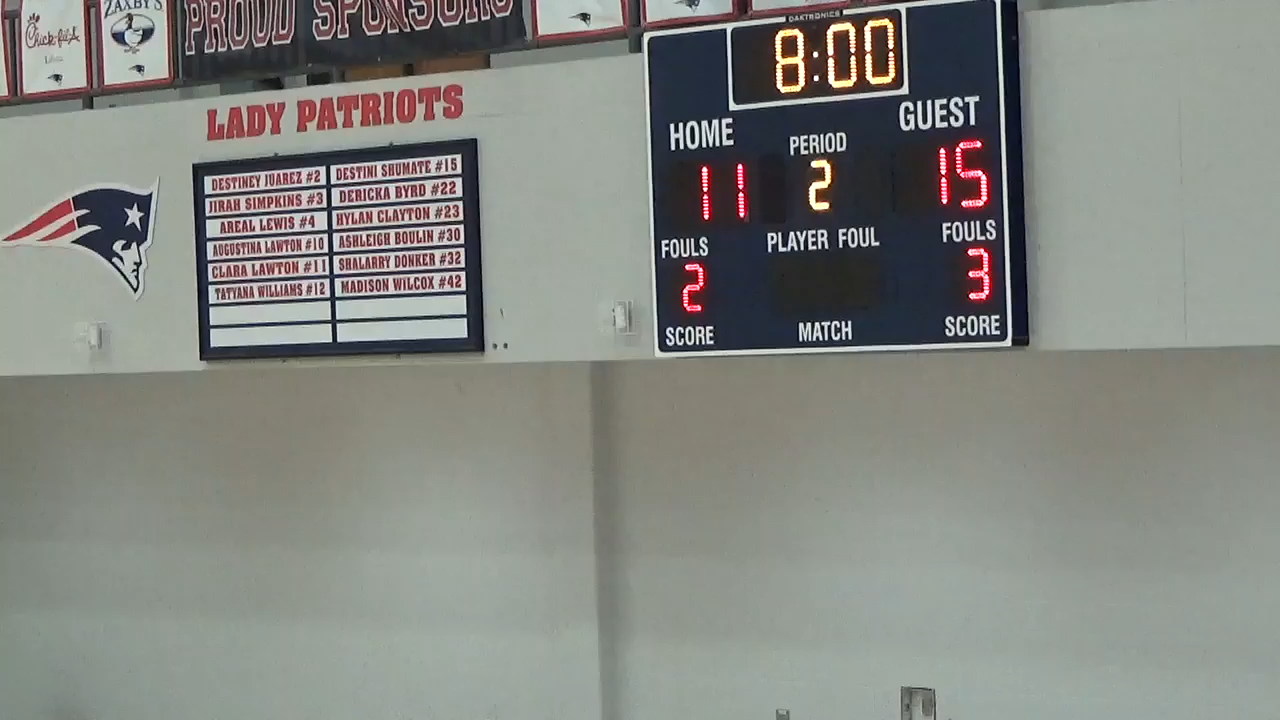 Chick-fil-A
ZAXBY'S
PROUD SPONSORS
LADY PATRIOTS
DESTINEY JUAREZ #2
JIRAH SIMPKINS #3
AREAL LEWIS #4
AUGUSTINA LAWTON #10
CLARA LAWTON #11
TATYANA WILLIAMS #12
DESTINI SHUMATE #15
DERICKA BYRD #22
HYLAN CLAYTON #23
ASHLEIGH BOULIN #30
SHALARRY DONKER #32
MADISON WILCOX #42
DAKTRONICS
8:00
HOME PERIOD GUEST
11 2 15
FOULS PLAYER FOUL FOULS
2 3
SCORE MATCH SCORE